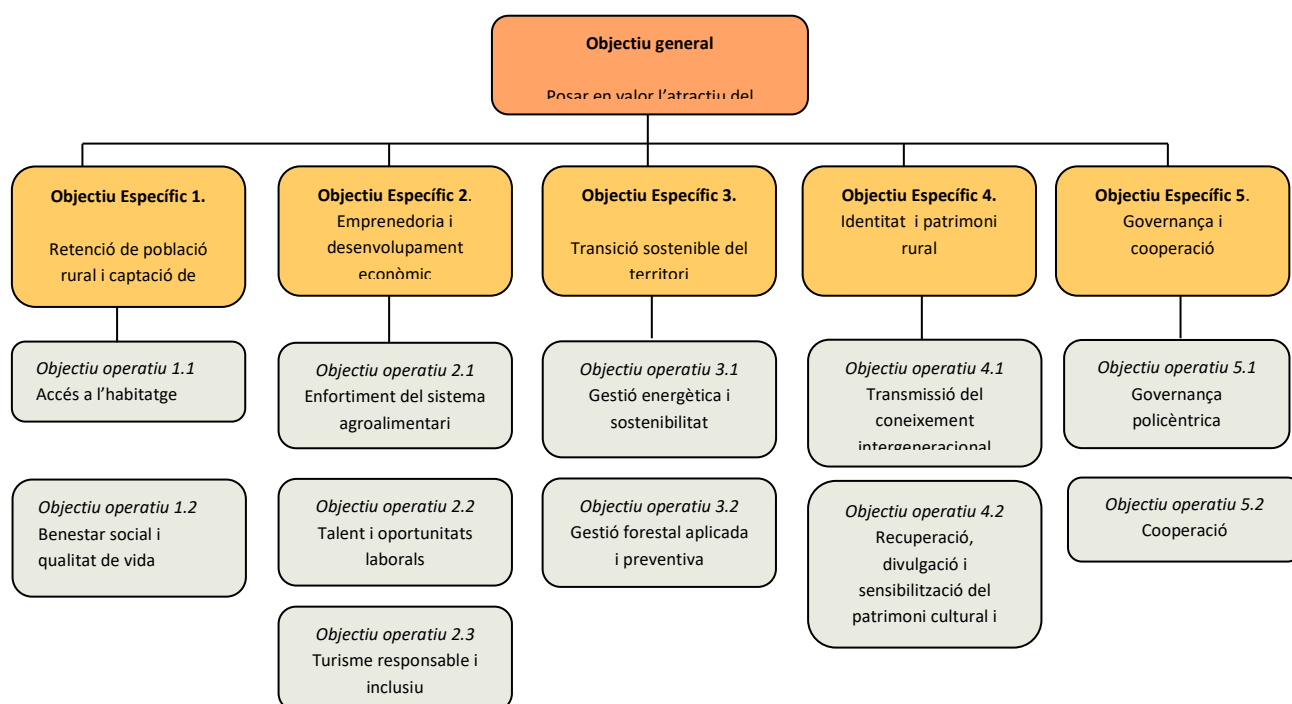 Objectiu general
Posar en valor l'atractiu del
Objectiu Específic 1.
Retenció de població
rural i captació de
Objectiu Específic 2.
Emprenedoria i
desenvolupament
econòmic
Objectiu Específic 3.
Transició sostenible del
territori
Objectiu Específic 4.
Identitat i patrimoni
rural
Objectiu Específic 5.
Governança i
cooperació
Objectiu operatiu 1.1
Accés a l'habitatge
Objectiu operatiu 1.2
Benestar social i
qualitat de vida
Objectiu operatiu 2.1
Enfortiment del sistema
agroalimentari
Objectiu operatiu 2.2
Talent i oportunitats
laborals
Objectiu operatiu 2.3
Turisme responsable i
inclusiu
Objectiu operatiu 3.1
Gestió energètica i
sostenibilitat
Objectiu operatiu 3.2
Gestió forestal aplicada
i preventiva
Objectiu operatiu 4.1
Transmissió del
coneixement
intergeneracional
Objectiu operatiu 4.2
Recuperació,
divulgació i
sensibilització del
patrimoni cultural i
Objectiu operatiu 5.1
Governança
policèntrica
Objectiu operatiu 5.2
Cooperació